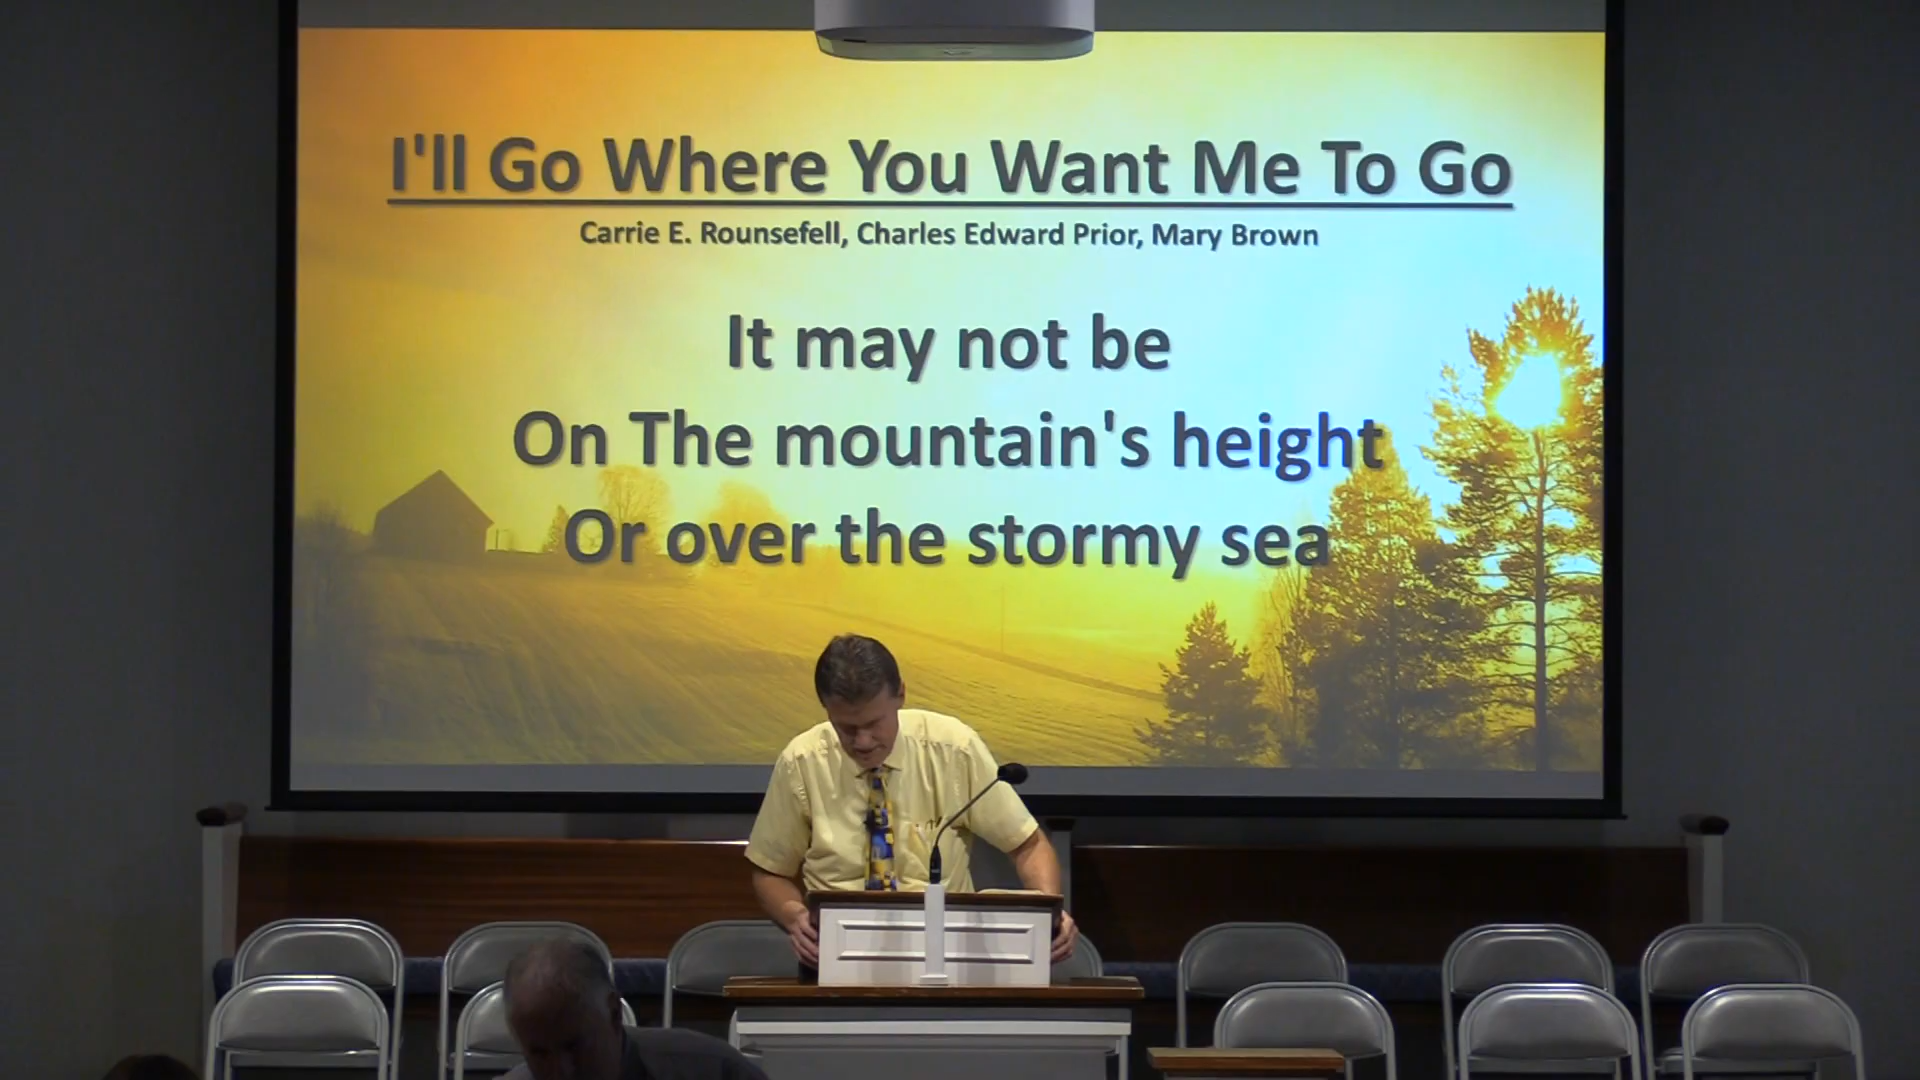 I'll Go Where You Want Me To Go
Carrie E. Rounsefell, Charles Edward Prior, Mary Brown
It may not be
On The mountain's height
Or over the stormy sea